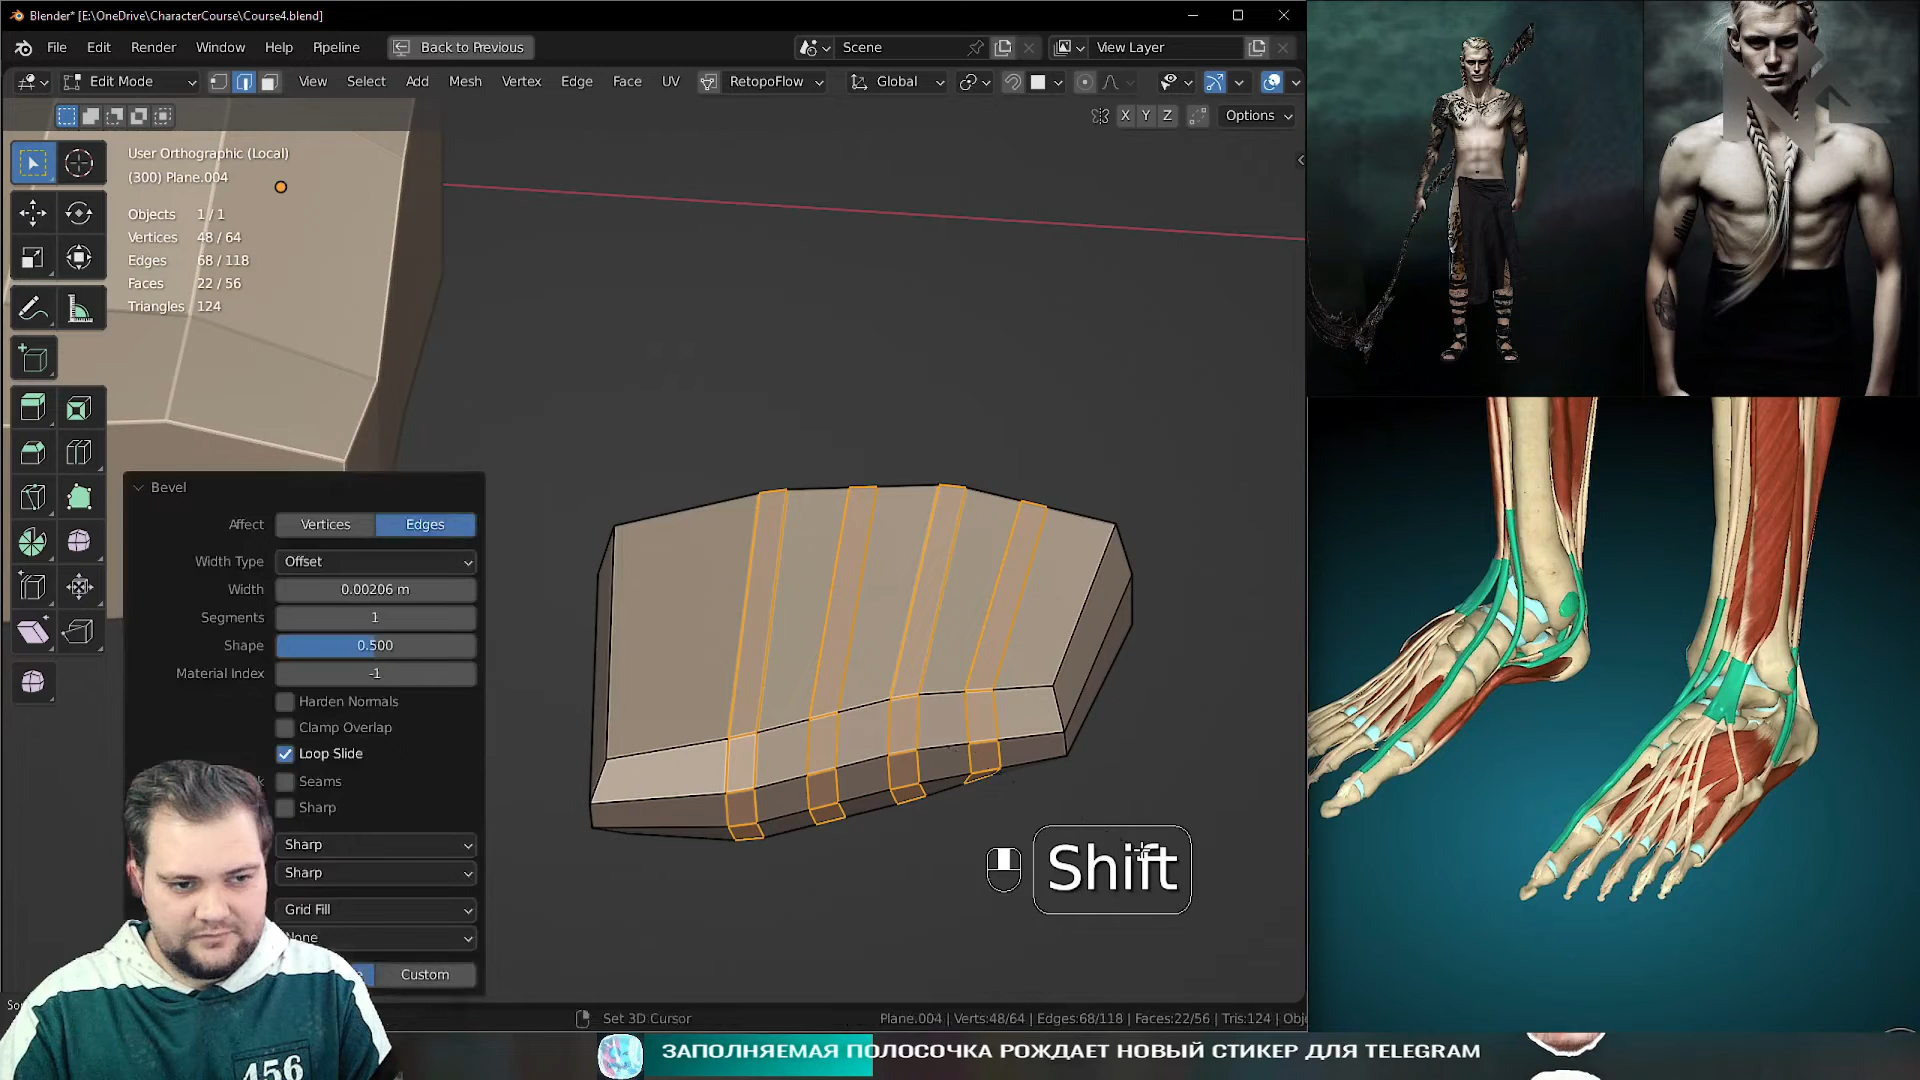 Blender* [E:\OneDrive\CharacterCourse\Course4.blend]
File Edit Render Window Help Pipeline Back to Previous Scene View Layer
Edit Mode View Select Add Mesh Vertex Edge Face UV RetopoFlow Global
X Y Z Options
User Orthographic (Local)
(300) Plane.004
Objects 1 / 1
Vertices 48 / 64
Edges 68 / 118
Faces 22 / 56
Triangles 124
Bevel
Affect Vertices Edges
Width Type Offset
Width 0.00206 m
Segments 1
Shape 0.500
Material Index -1
Harden Normals
Clamp Overlap
Loop Slide
Seams
Sharp
Sharp
Sharp
Grid Fill
None
Custom
Shift
456
Set 3D Cursor
Plane.004 | Verts:48/64 | Edges:68/118 | Faces:22/56 | Tris:124 | Obj
ЗАПОЛНЯЕМАЯ ПОЛОСОЧКА РОЖДАЕТ НОВЫЙ СТИКЕР ДЛЯ TELEGRAM